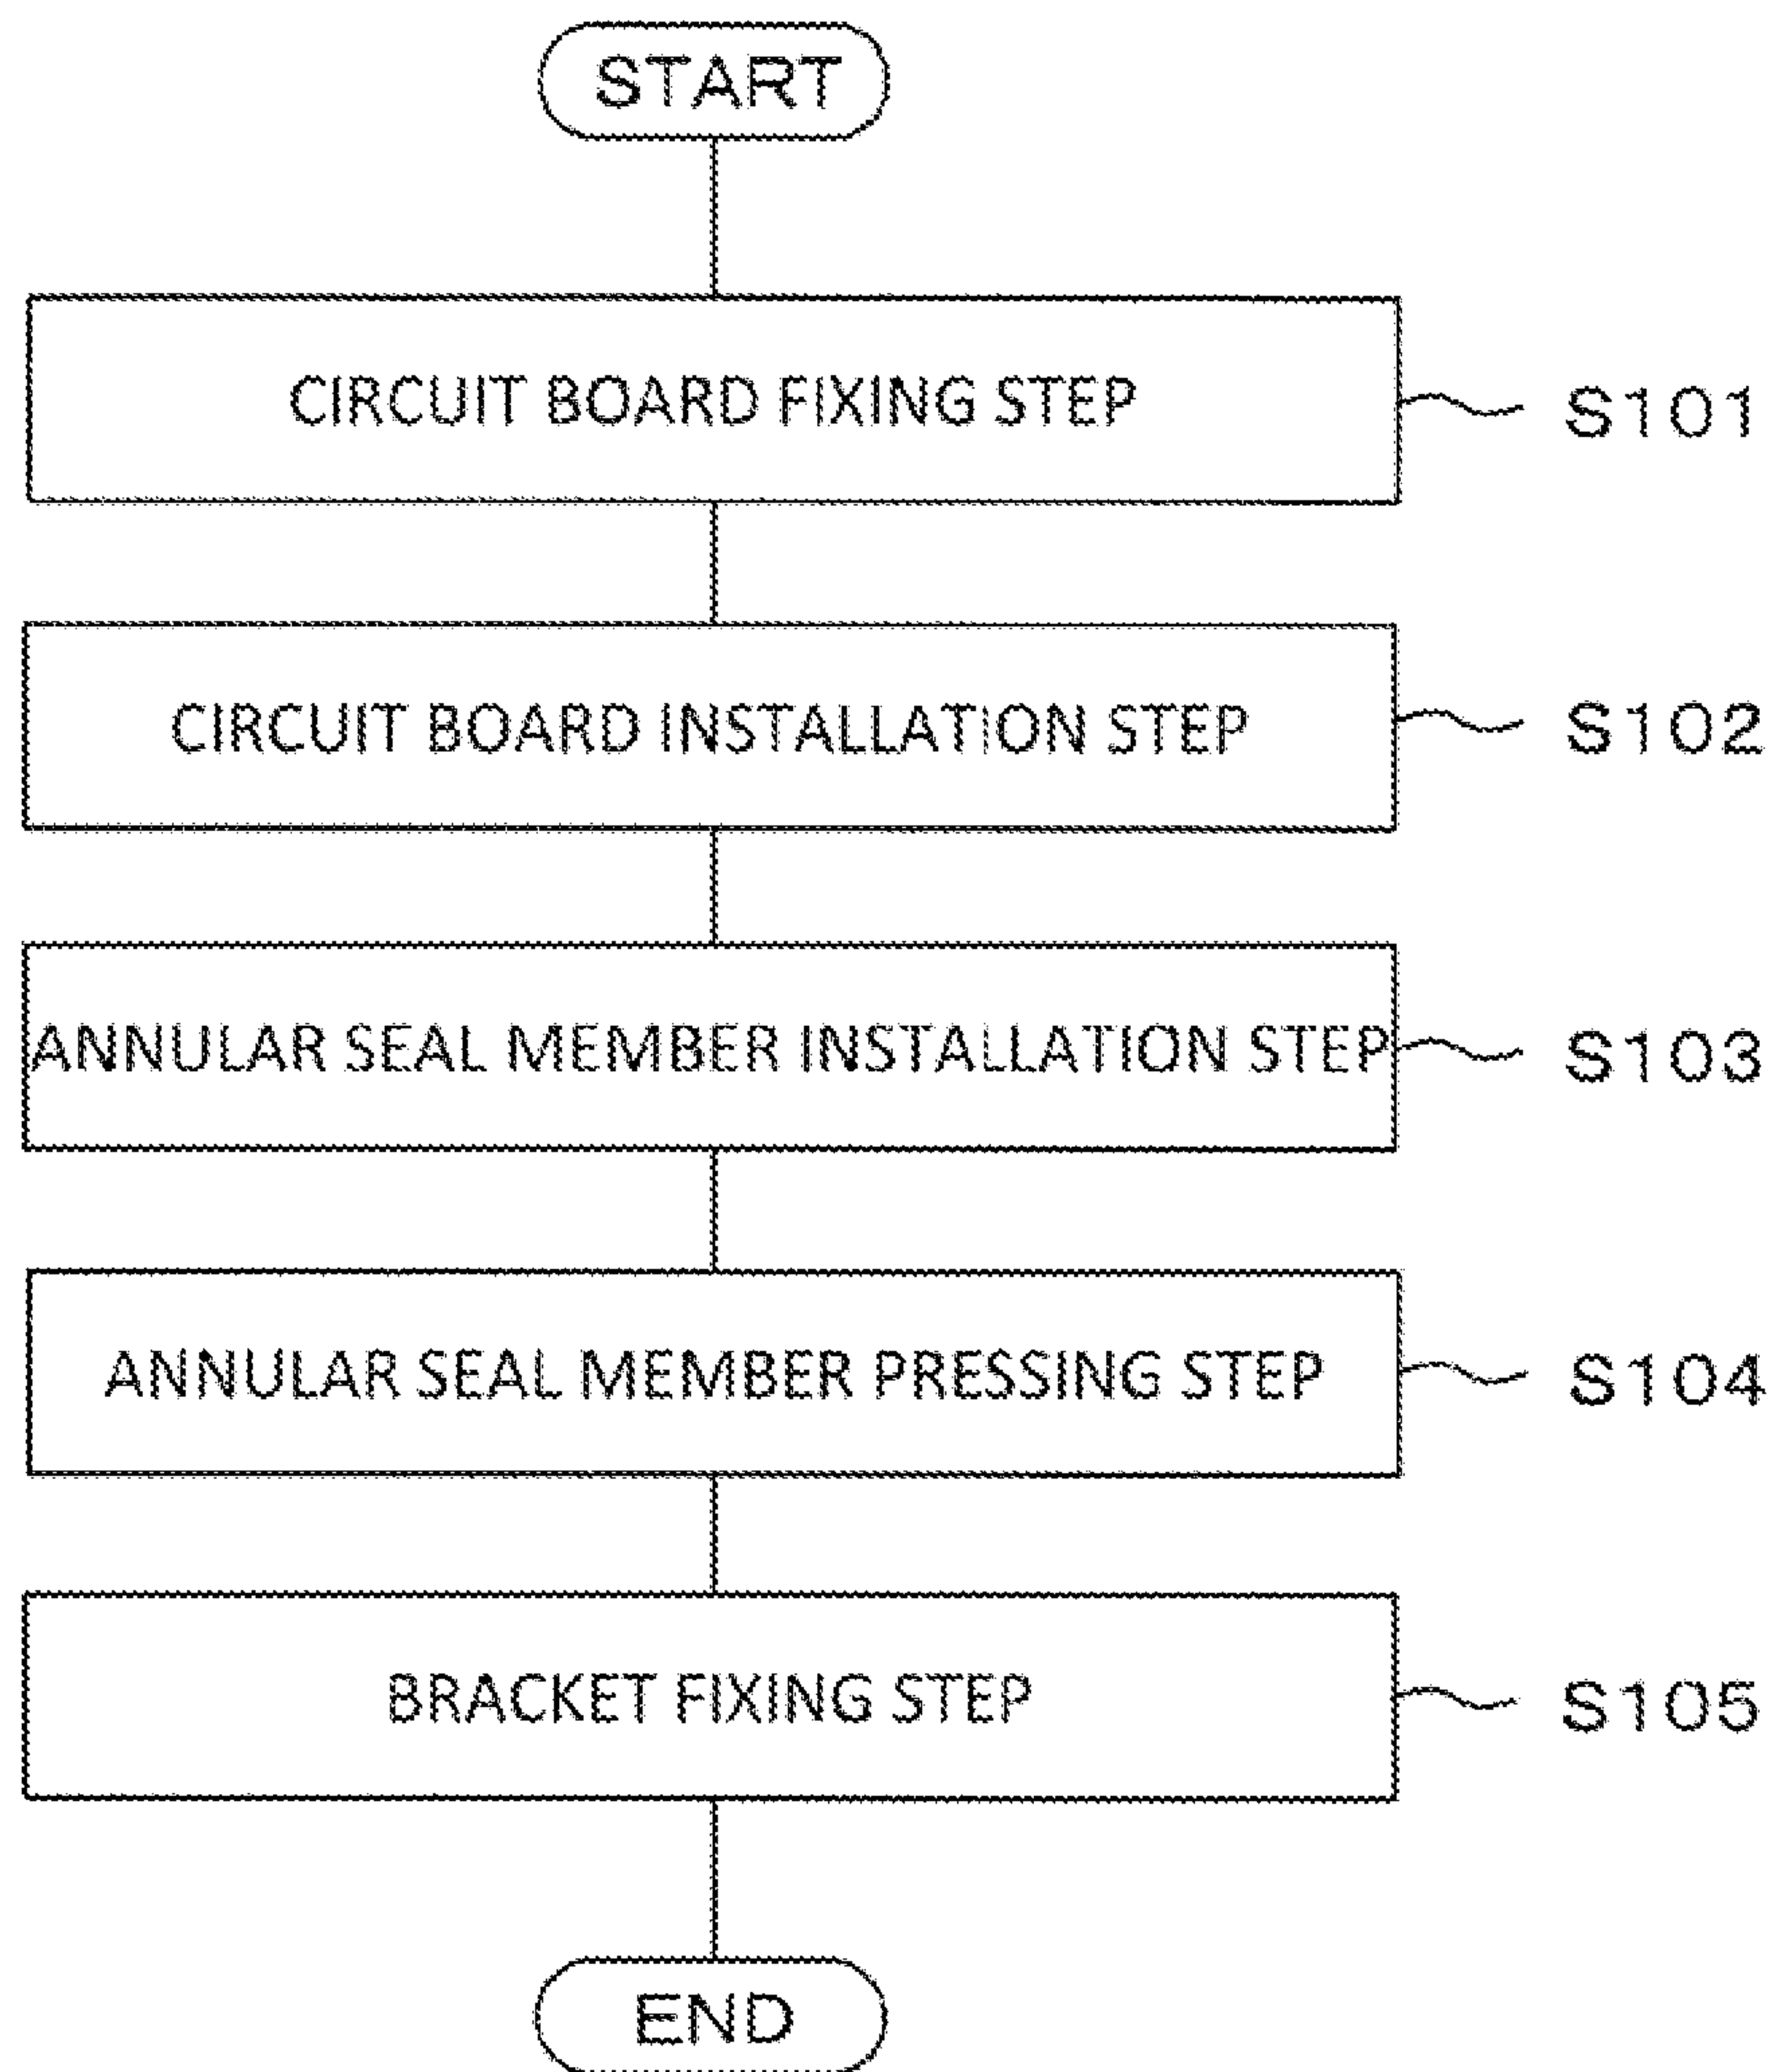 START
CIRCUIT BOARD FIXING STEP
S101
CIRCUIT BOARD INSTALLATION STEP
S102
ANNULAR SEAL MEMBER INSTALLATION STEP
S103
ANNULAR SEAL MEMBER PRESSING STEP
S104
BRACKET FIXING STEP
S105
END